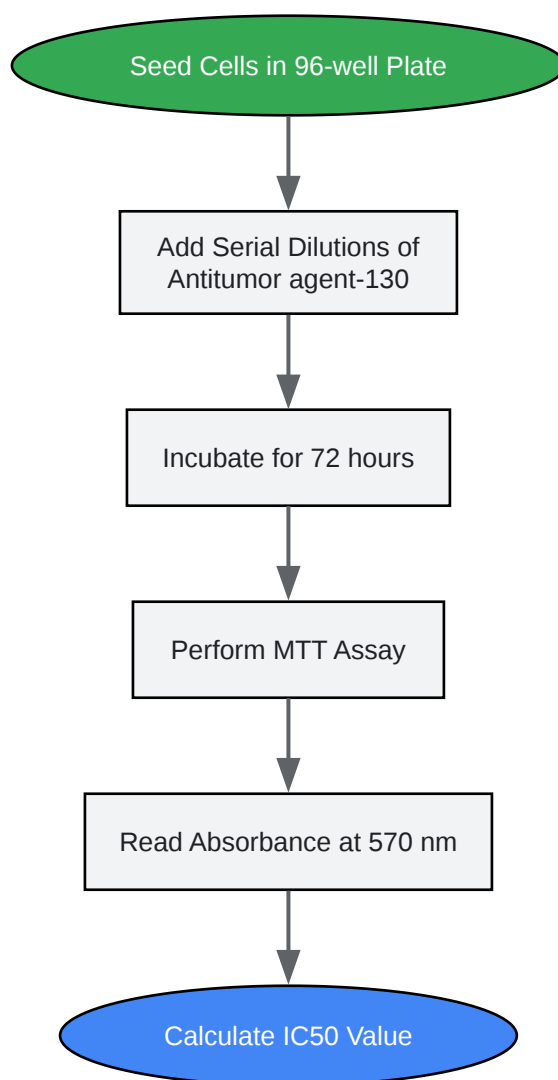 Seed Cells in 96-well Plate
Add Serial Dilutions of
Antitumor agent-130
Incubate for 72 hours
Perform MTT Assay
Read Absorbance at 570 nm
Calculate IC50 Value